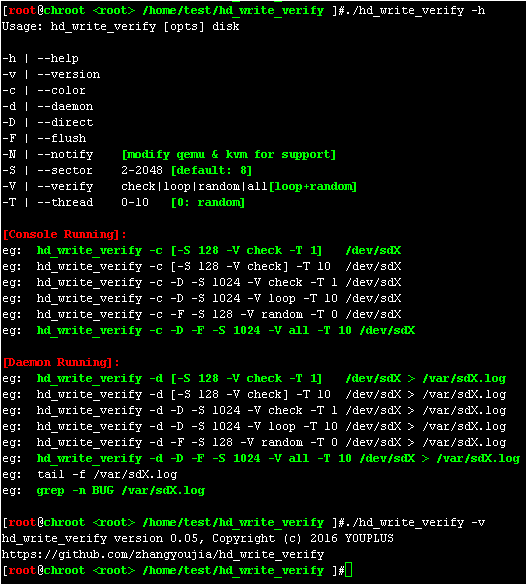 [root@chroot <root> /home/test/hd_write_verify ]#./hd_write_verify -h
Usage: hd_write_verify [opts] disk
-h | --help
-v | --version
-c | --color
-d | --daemon
-D | --direct
-F | --flush
-N | --notify    [modify qemu & kvm for support]
-S | --sector    2-2048 [default: 8]
-V | --verify    check|loop|random|all[loop+random]
-T | --thread    0-10   [0: random]
[Console Running]:
eg:  hd_write_verify -c [-S 128 -V check -T 1]   /dev/sdX
eg:  hd_write_verify -c [-S 128 -V check] -T 10  /dev/sdX
eg:  hd_write_verify -c -D -S 1024 -V check -T 1 /dev/sdX
eg:  hd_write_verify -c -D -S 1024 -V loop -T 10 /dev/sdX
eg:  hd_write_verify -c -F -S 128 -V random -T 0 /dev/sdX
eg:  hd_write_verify -c -D -F -S 1024 -V all -T 10 /dev/sdX
[Daemon Running]:
eg:  hd_write_verify -d [-S 128 -V check -T 1]   /dev/sdX > /var/sdX.log
eg:  hd_write_verify -d [-S 128 -V check] -T 10  /dev/sdX > /var/sdX.log
eg:  hd_write_verify -d -D -S 1024 -V check -T 1 /dev/sdX > /var/sdX.log
eg:  hd_write_verify -d -D -S 1024 -V loop -T 10 /dev/sdX > /var/sdX.log
eg:  hd_write_verify -d -F -S 128 -V random -T 0 /dev/sdX > /var/sdX.log
eg:  hd_write_verify -d -D -F -S 1024 -V all -T 10 /dev/sdX > /var/sdX.log
eg:  tail -f /var/sdX.log
eg:  grep -n BUG /var/sdX.log
[root@chroot <root> /home/test/hd_write_verify ]#./hd_write_verify -v
hd_write_verify version 0.05, Copyright (c) 2016 YOUPLUS
https://github.com/zhangyoujia/hd_write_verify
[root@chroot <root> /home/test/hd_write_verify ]#